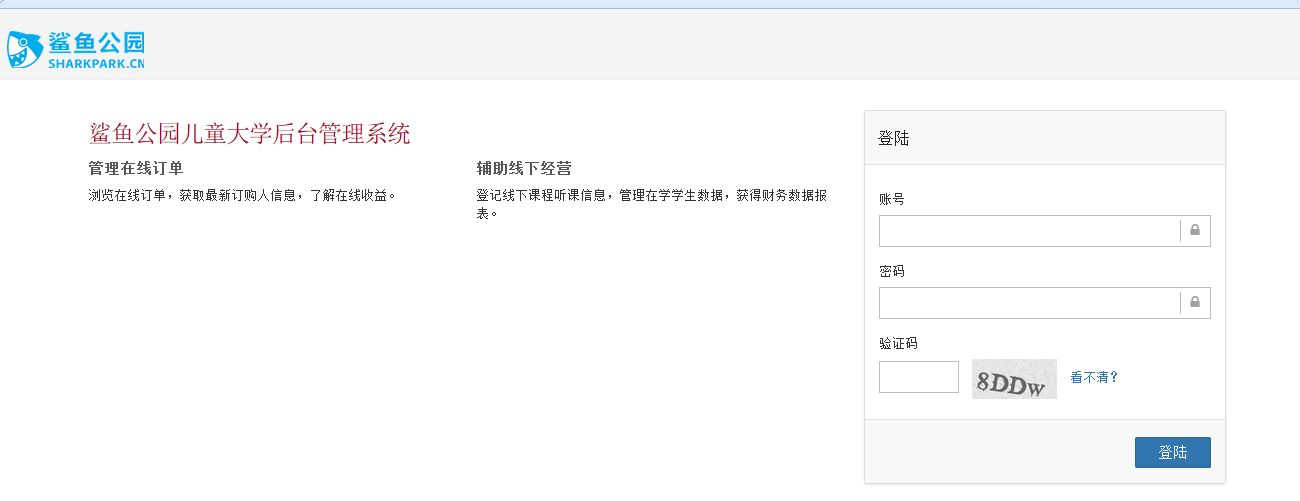 鲨鱼公园
SHARKPARK.CN
鲨鱼公园儿童大学后台管理系统
管理在线订单
浏览在线订单，获取最新订购人信息，了解在线收益。
辅助线下经营
登记线下课程听课信息，管理在学学生数据，获得财务数据报
表。
登陆
账号
密码
验证码
8DDW
看不清？
登陆